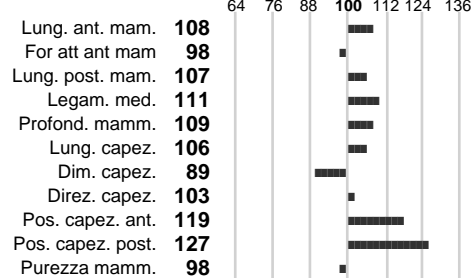 64 76 88 100 112 124 136
Lung. ant. mam. 108
For att ant mam 98
Lung. post. mam 107
Legam. med. 111
Profond. mamm. 109
Lung. capez. 106
Dim. capez. 89
Direz. capez. 103
Pos. capez. ant. 119
Pos. capez. post. 127
Purezza mamm. 98